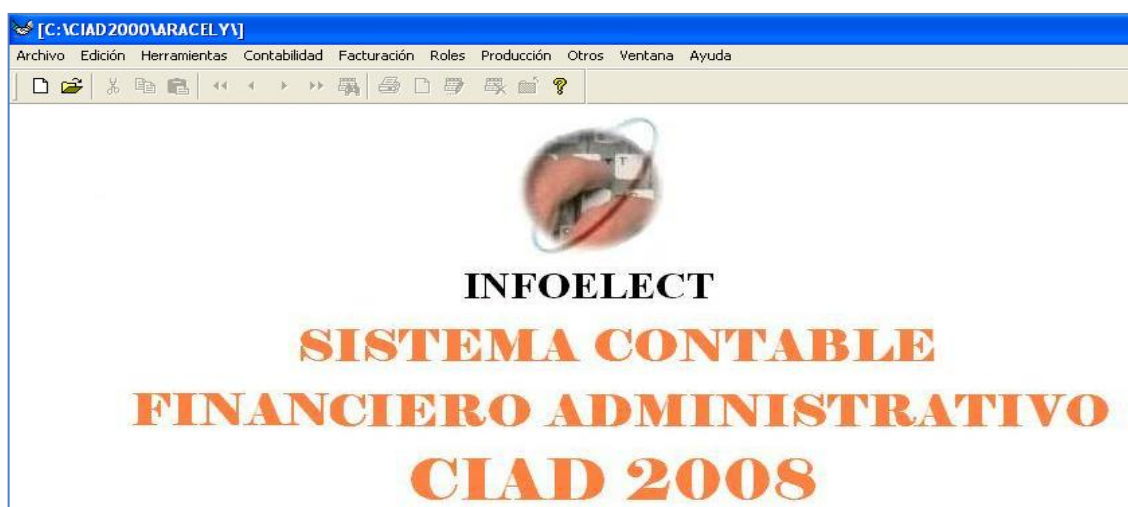 [C:\CIAD2000\ARACELY\]
Archivo Edición Herramientas Contabilidad Facturación Roles Producción Otros Ventana Ayuda
INFOELECT
SISTEMA CONTABLE
FINANCIERO ADMINISTRATIVO
CIAD 2008